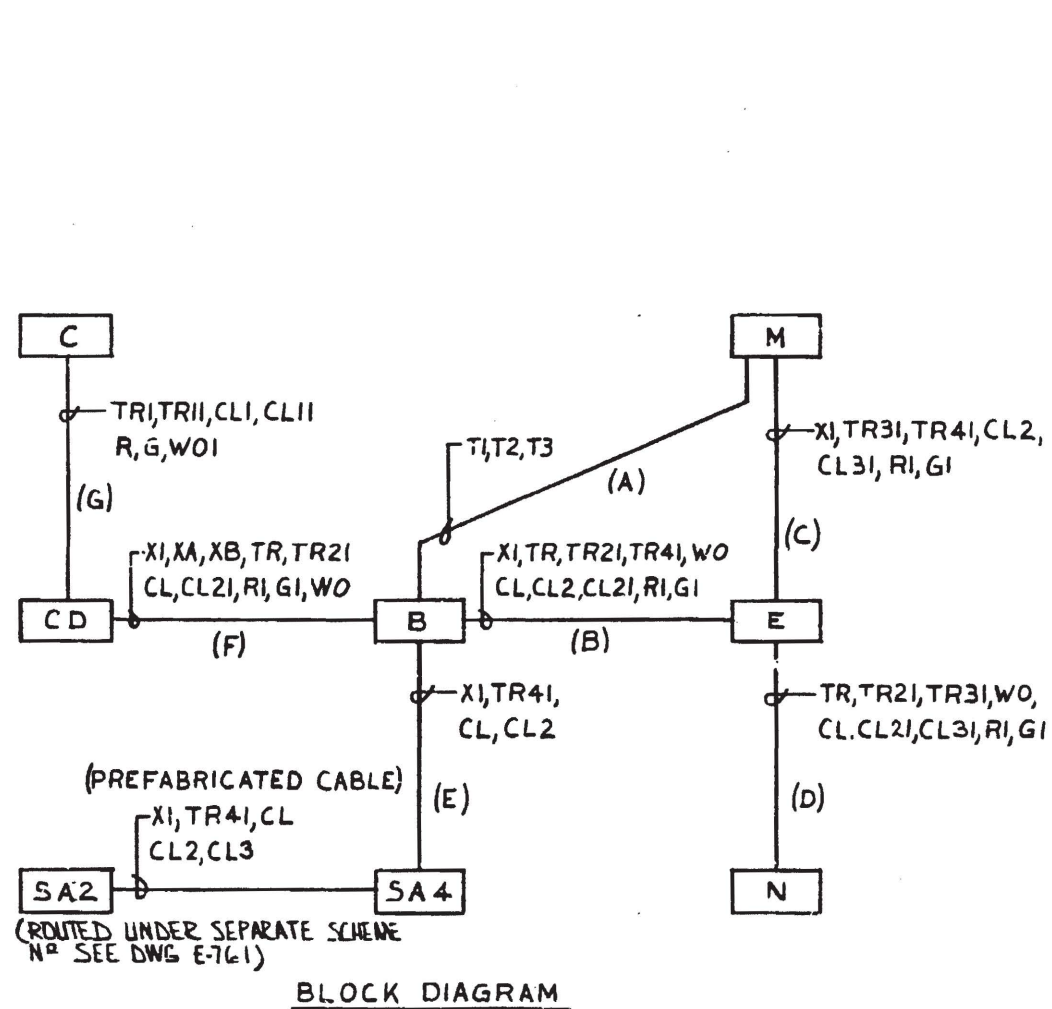 C
M
TR1,TR11,CL1,CL11
R,G,WO1
X1,TR31,TR41,CL2,
CL31,R1,G1
T1,T2,T3
(A)
(G)
(C)
X1,XA,XB,TR,TR21
CL,CL21,R1,G1,WO
X1,TR,TR21,TR41,WO
CL,CL2,CL21,R1,G1
CD
B
E
(F)
(B)
X1,TR41,
CL,CL2
TR,TR21,TR31,WO,
CL.CL21,CL31,R1,G1
(PREFABRICATED CABLE)
X1,TR41,CL
CL2,CL3
(E)
(D)
SA2
SA4
N
(ROUTED UNDER SEPARATE SCHEME
Nº SEE DWG E-761)
BLOCK DIAGRAM